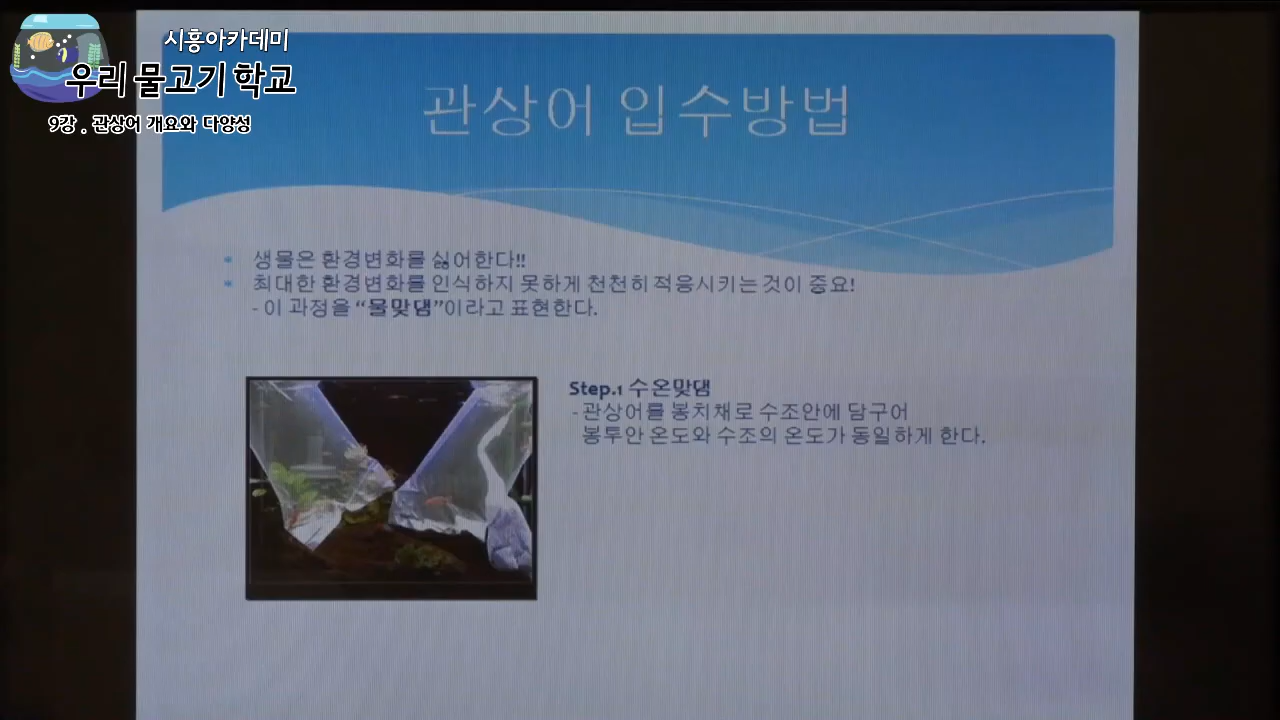 시흥아카데미
우리 물고기 학교
9강. 관상어 개요와 다양성
관상어 입수방법
* 생물은 환경변화를 싫어한다!!
* 최대한 환경변화를 인식하지 못하게 천천히 적응시키는 것이 중요!
- 이 과정을 “물맞댐”이라고 표현한다.
Step.1 수온맞댐
- 관상어를 봉치채로 수조안에 담구어
봉투안 온도와 수조의 온도가 동일하게 한다.